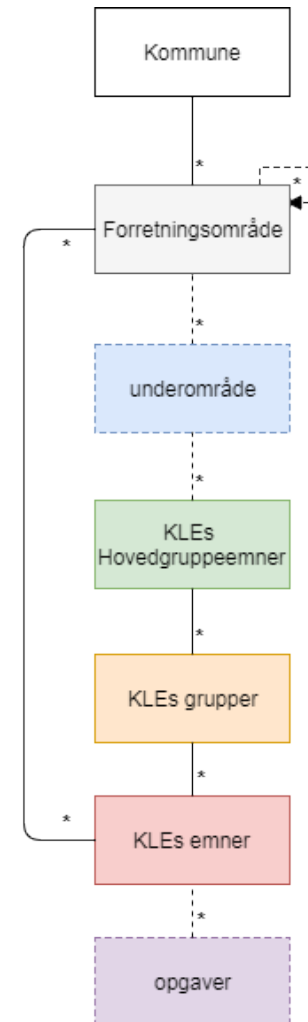 Kommune
*
*
Forretningsområde
*
*
underområde
*
KLEs
Hovedgruppeemner
*
KLEs grupper
*
*
KLEs emner
*
opgaver